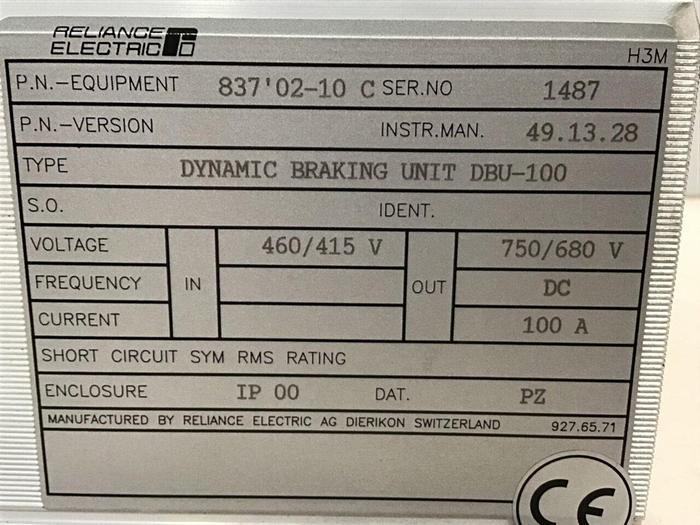 RELIANCE
ELECTRIC
H3M
P.N.-EQUIPMENT 837'02-10 C SER.NO 1487
P.N.-VERSION INSTR.MAN. 49.13.28
TYPE DYNAMIC BRAKING UNIT DBU-100
S.O. IDENT.
VOLTAGE 460/415 V 750/680 V
FREQUENCY IN OUT DC
CURRENT 100 A
SHORT CIRCUIT SYM RMS RATING
ENCLOSURE IP 00 DAT. PZ
MANUFACTURED BY RELIANCE ELECTRIC AG DIERIKON SWITZERLAND 927.65.71
CE